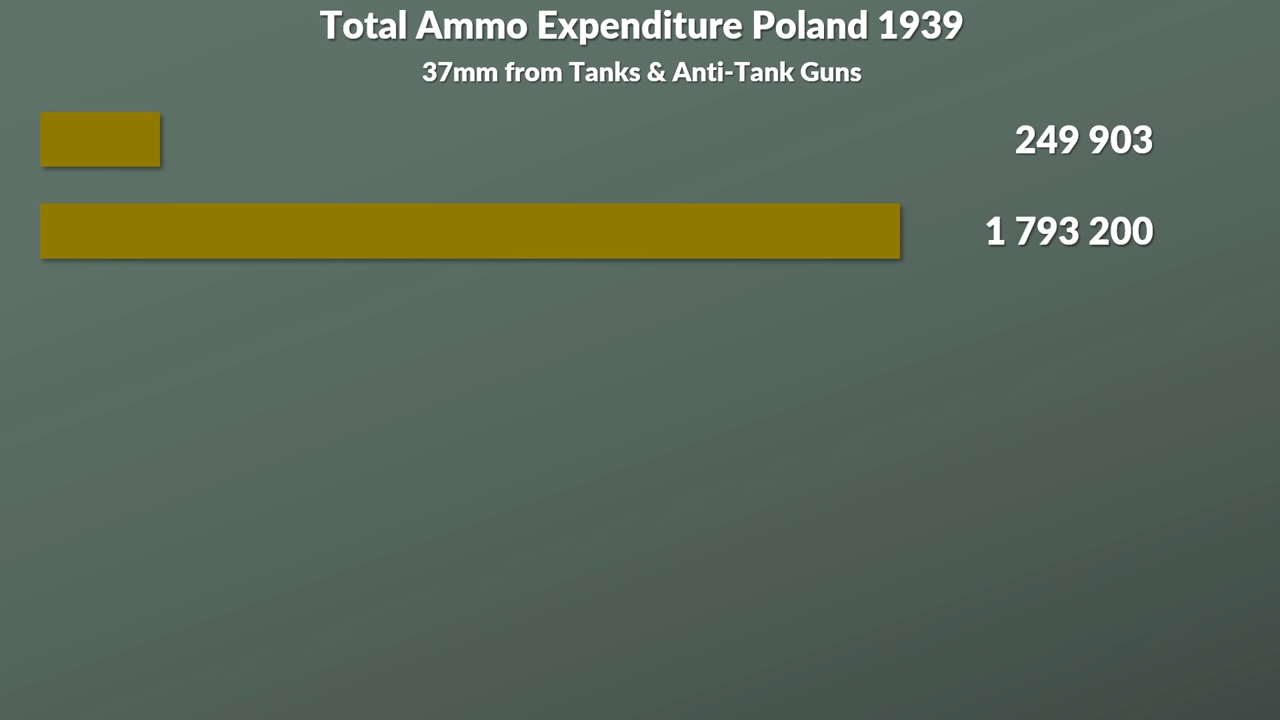 Total Ammo Expenditure Poland 1939
37mm from Tanks & Anti-Tank Guns
249 903
1 793 200